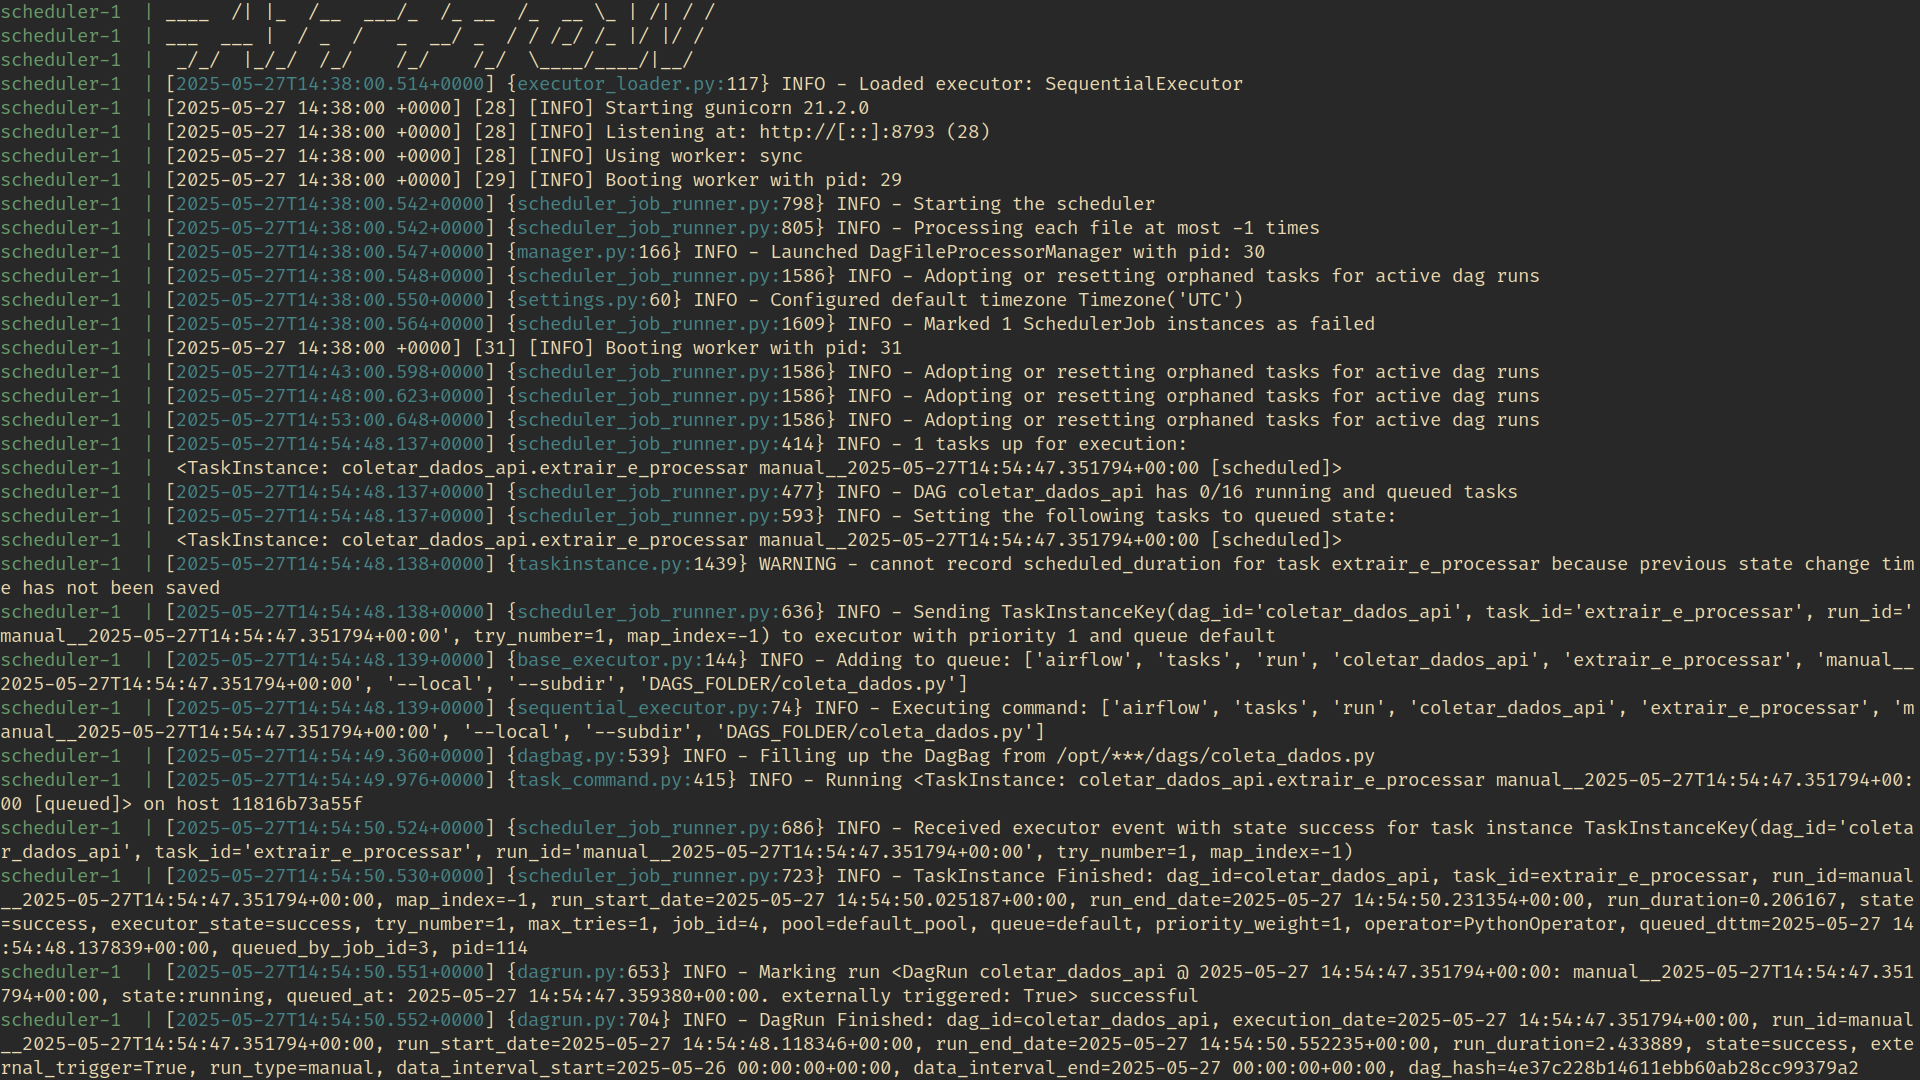 scheduler-1  | ____  /| |_  /__  ___/_  /_ __  /_  __ \_ | /| / /
scheduler-1  | ___  ___ |  / _  /   _  __/ _  / / /_/ /_ |/ |/ /
scheduler-1  |  _/_/  |_/_/  /_/    /_/    /_/  \____/____/|__/
scheduler-1  | [2025-05-27T14:38:00.514+0000] {executor_loader.py:117} INFO - Loaded executor: SequentialExecutor
scheduler-1  | [2025-05-27 14:38:00 +0000] [28] [INFO] Starting gunicorn 21.2.0
scheduler-1  | [2025-05-27 14:38:00 +0000] [28] [INFO] Listening at: http://[::]:8793 (28)
scheduler-1  | [2025-05-27 14:38:00 +0000] [28] [INFO] Using worker: sync
scheduler-1  | [2025-05-27 14:38:00 +0000] [29] [INFO] Booting worker with pid: 29
scheduler-1  | [2025-05-27T14:38:00.542+0000] {scheduler_job_runner.py:798} INFO - Starting the scheduler
scheduler-1  | [2025-05-27T14:38:00.542+0000] {scheduler_job_runner.py:805} INFO - Processing each file at most -1 times
scheduler-1  | [2025-05-27T14:38:00.547+0000] {manager.py:166} INFO - Launched DagFileProcessorManager with pid: 30
scheduler-1  | [2025-05-27T14:38:00.548+0000] {scheduler_job_runner.py:1586} INFO - Adopting or resetting orphaned tasks for active dag runs
scheduler-1  | [2025-05-27T14:38:00.550+0000] {settings.py:60} INFO - Configured default timezone Timezone('UTC')
scheduler-1  | [2025-05-27T14:38:00.564+0000] {scheduler_job_runner.py:1609} INFO - Marked 1 SchedulerJob instances as failed
scheduler-1  | [2025-05-27 14:38:00 +0000] [31] [INFO] Booting worker with pid: 31
scheduler-1  | [2025-05-27T14:43:00.598+0000] {scheduler_job_runner.py:1586} INFO - Adopting or resetting orphaned tasks for active dag runs
scheduler-1  | [2025-05-27T14:48:00.623+0000] {scheduler_job_runner.py:1586} INFO - Adopting or resetting orphaned tasks for active dag runs
scheduler-1  | [2025-05-27T14:53:00.648+0000] {scheduler_job_runner.py:1586} INFO - Adopting or resetting orphaned tasks for active dag runs
scheduler-1  | [2025-05-27T14:54:48.137+0000] {scheduler_job_runner.py:414} INFO - 1 tasks up for execution:
scheduler-1  |  <TaskInstance: coletar_dados_api.extrair_e_processar manual__2025-05-27T14:54:47.351794+00:00 [scheduled]>
scheduler-1  | [2025-05-27T14:54:48.137+0000] {scheduler_job_runner.py:477} INFO - DAG coletar_dados_api has 0/16 running and queued tasks
scheduler-1  | [2025-05-27T14:54:48.137+0000] {scheduler_job_runner.py:593} INFO - Setting the following tasks to queued state:
scheduler-1  |  <TaskInstance: coletar_dados_api.extrair_e_processar manual__2025-05-27T14:54:47.351794+00:00 [scheduled]>
scheduler-1  | [2025-05-27T14:54:48.138+0000] {taskinstance.py:1439} WARNING - cannot record scheduled_duration for task extrair_e_processar because previous state change tim
e has not been saved
scheduler-1  | [2025-05-27T14:54:48.138+0000] {scheduler_job_runner.py:636} INFO - Sending TaskInstanceKey(dag_id='coletar_dados_api', task_id='extrair_e_processar', run_id='
manual__2025-05-27T14:54:47.351794+00:00', try_number=1, map_index=-1) to executor with priority 1 and queue default
scheduler-1  | [2025-05-27T14:54:48.139+0000] {base_executor.py:144} INFO - Adding to queue: ['airflow', 'tasks', 'run', 'coletar_dados_api', 'extrair_e_processar', 'manual__
2025-05-27T14:54:47.351794+00:00', '--local', '--subdir', 'DAGS_FOLDER/coleta_dados.py']
scheduler-1  | [2025-05-27T14:54:48.139+0000] {sequential_executor.py:74} INFO - Executing command: ['airflow', 'tasks', 'run', 'coletar_dados_api', 'extrair_e_processar', 'm
anual__2025-05-27T14:54:47.351794+00:00', '--local', '--subdir', 'DAGS_FOLDER/coleta_dados.py']
scheduler-1  | [2025-05-27T14:54:49.360+0000] {dagbag.py:539} INFO - Filling up the DagBag from /opt/***/dags/coleta_dados.py
scheduler-1  | [2025-05-27T14:54:49.976+0000] {task_command.py:415} INFO - Running <TaskInstance: coletar_dados_api.extrair_e_processar manual__2025-05-27T14:54:47.351794+00:
00 [queued]> on host 11816b73a55f
scheduler-1  | [2025-05-27T14:54:50.524+0000] {scheduler_job_runner.py:686} INFO - Received executor event with state success for task instance TaskInstanceKey(dag_id='coleta
r_dados_api', task_id='extrair_e_processar', run_id='manual__2025-05-27T14:54:47.351794+00:00', try_number=1, map_index=-1)
scheduler-1  | [2025-05-27T14:54:50.530+0000] {scheduler_job_runner.py:723} INFO - TaskInstance Finished: dag_id=coletar_dados_api, task_id=extrair_e_processar, run_id=manual
__2025-05-27T14:54:47.351794+00:00, map_index=-1, run_start_date=2025-05-27 14:54:50.025187+00:00, run_end_date=2025-05-27 14:54:50.231354+00:00, run_duration=0.206167, state
=success, executor_state=success, try_number=1, max_tries=1, job_id=4, pool=default_pool, queue=default, priority_weight=1, operator=PythonOperator, queued_dttm=2025-05-27 14
:54:48.137839+00:00, queued_by_job_id=3, pid=114
scheduler-1  | [2025-05-27T14:54:50.551+0000] {dagrun.py:653} INFO - Marking run <DagRun coletar_dados_api @ 2025-05-27 14:54:47.351794+00:00: manual__2025-05-27T14:54:47.351
794+00:00, state:running, queued_at: 2025-05-27 14:54:47.359380+00:00. externally triggered: True> successful
scheduler-1  | [2025-05-27T14:54:50.552+0000] {dagrun.py:704} INFO - DagRun Finished: dag_id=coletar_dados_api, execution_date=2025-05-27 14:54:47.351794+00:00, run_id=manual
__2025-05-27T14:54:47.351794+00:00, run_start_date=2025-05-27 14:54:48.118346+00:00, run_end_date=2025-05-27 14:54:50.552235+00:00, run_duration=2.433889, state=success, exte
rnal_trigger=True, run_type=manual, data_interval_start=2025-05-26 00:00:00+00:00, data_interval_end=2025-05-27 00:00:00+00:00, dag_hash=4e37c228b14611ebb60ab28cc99379a2